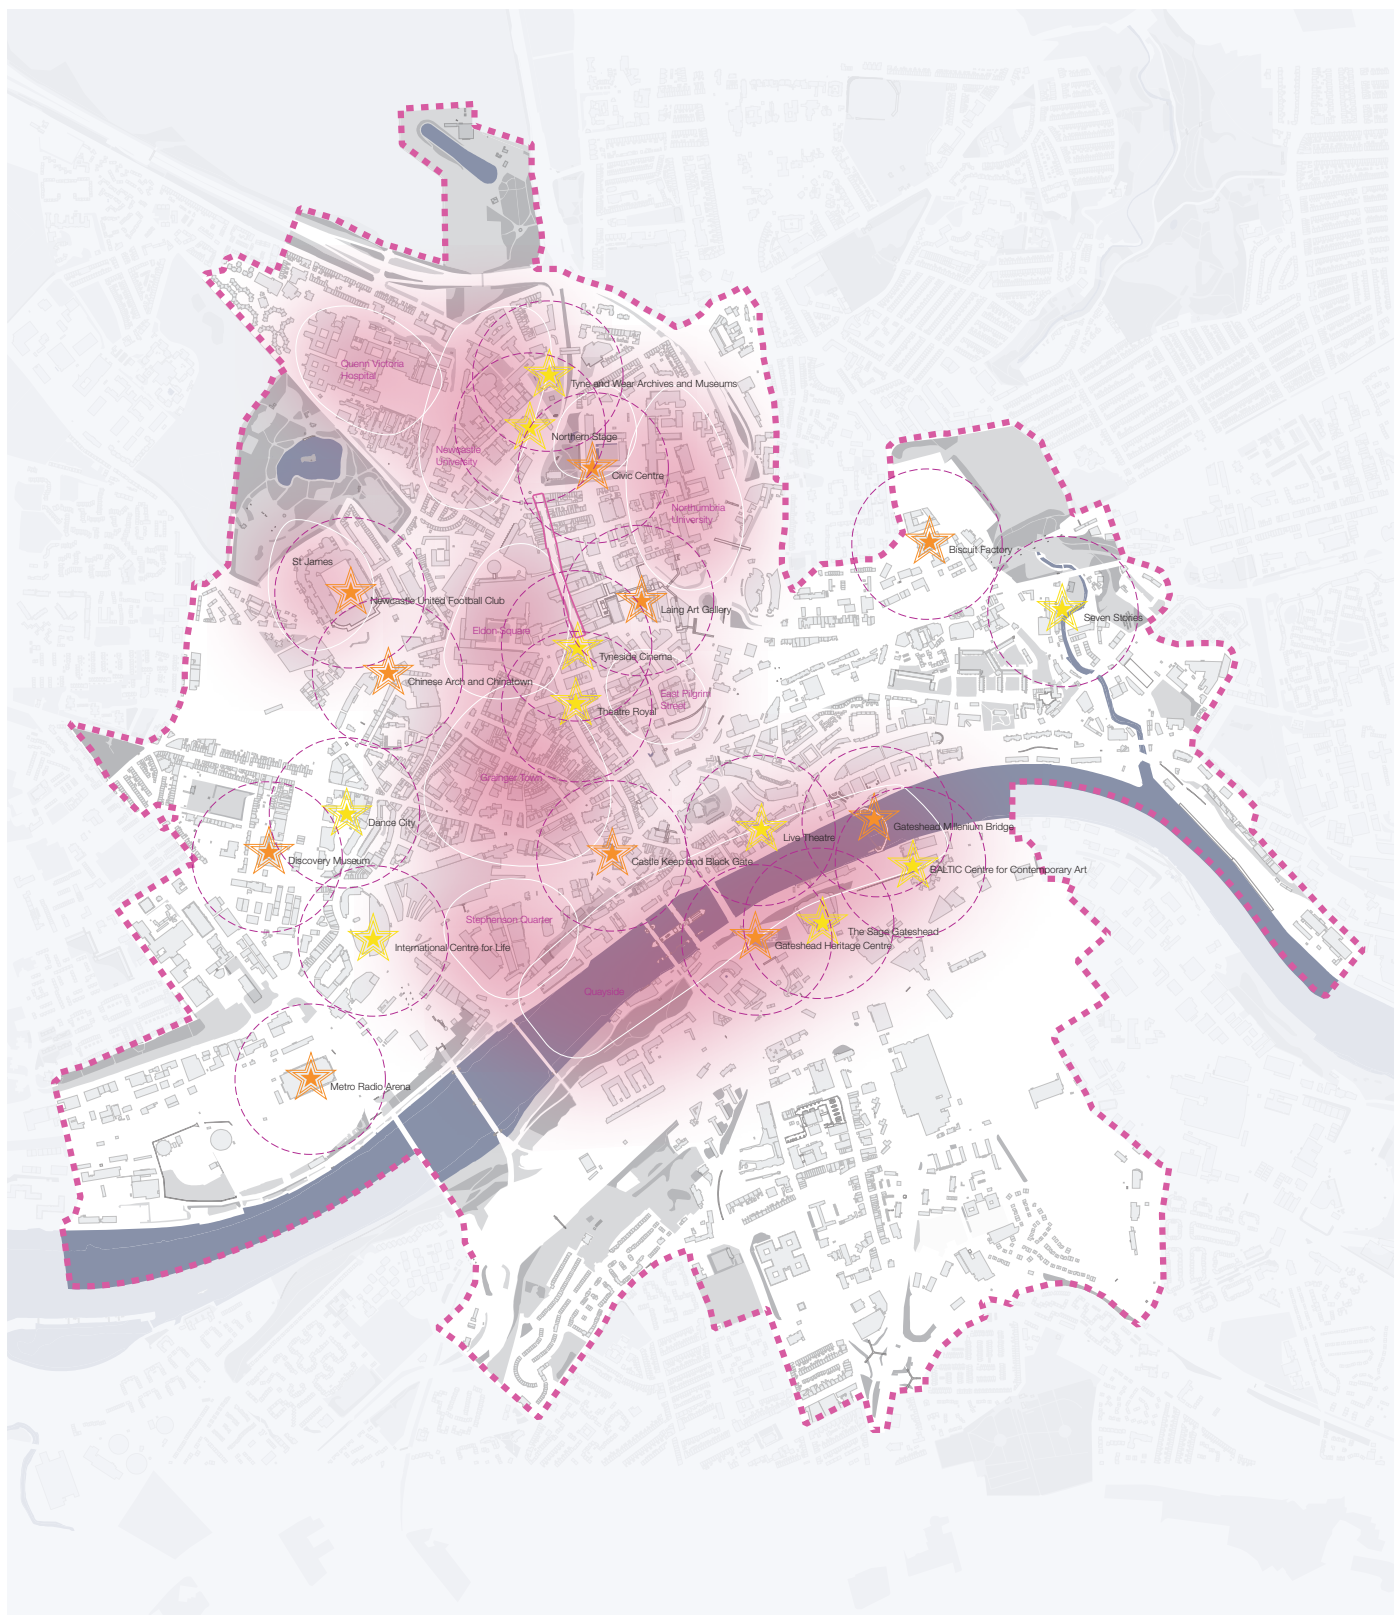 Quenn Victoria
Hospital
Tyne and Wear Archives and Museums
Northern Stage
Newcastle
University
Civic Centre
Northumbria
University
Biscuit Factory
St James
Newcastle United Football Club
Laing Art Gallery
Seven Stories
Eldon Square
Tyneside Cinema
Chinese Arch and Chinatown
East Pilgrim
Street
Theatre Royal
Grainger Town
Dance City
Gateshead Millenium Bridge
Live Theatre
Discovery Museum
Castle Keep and Black Gate
BALTIC Centre for Contemporary Art
Stephenson Quarter
The Sage Gateshead
International Centre for Life
Gateshead Heritage Centre
Quayside
Metro Radio Arena